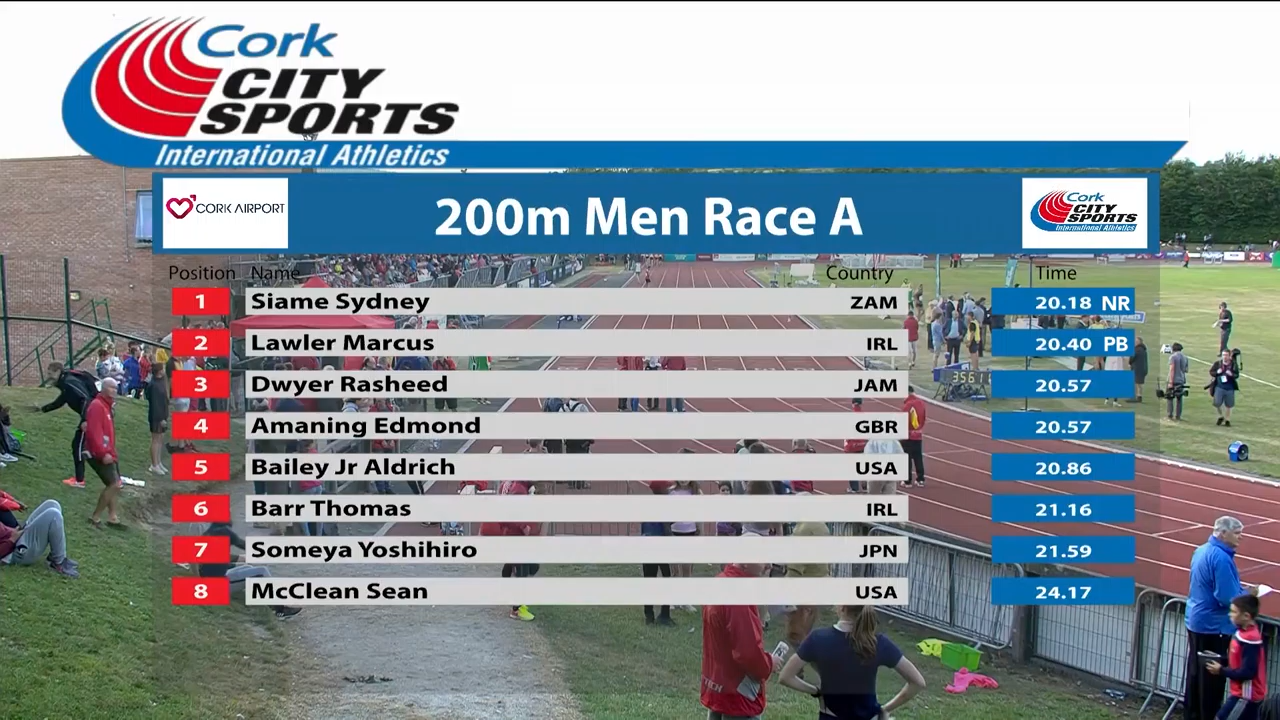 Cork
CITY
SPORTS
International Athletics
CORK AIRPORT
200m Men Race A
Cork
CITY
SPORTS
International Athletics
Position Name Country Time
1 Siame Sydney ZAM 20.18 NR
2 Lawler Marcus IRL 20.40 PB
3 Dwyer Rasheed JAM 20.57
4 Amaning Edmond GBR 20.57
5 Bailey Jr Aldrich USA 20.86
6 Barr Thomas IRL 21.16
7 Someya Yoshihiro JPN 21.59
8 McClean Sean USA 24.17